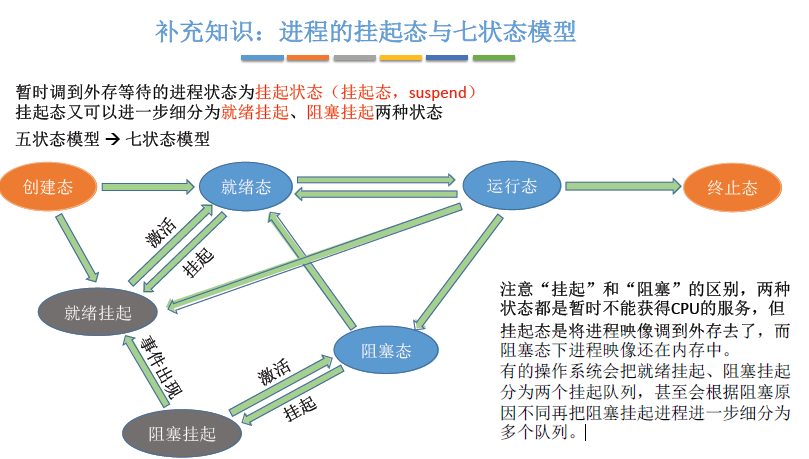 补充知识：进程的挂起态与七状态模型
暂时调到外存等待的进程状态为挂起状态（挂起态，suspend）
挂起态又可以进一步细分为就绪挂起、阻塞挂起两种状态
五状态模型→七状态模型
创建态
就绪态
运行态
终止态
激活
挂起
就绪挂起
事件出现
阻塞态
激活
挂起
阻塞挂起
注意“挂起”和“阻塞”的区别，两种
状态都是暂时不能获得CPU的服务，但
挂起态是将进程映像调到外存去了，而
阻塞态下进程映像还在内存中。
有的操作系统会把就绪挂起、阻塞挂起
分为两个挂起队列，甚至会根据阻塞原
因不同再把阻塞挂起进程进一步细分为
多个队列。